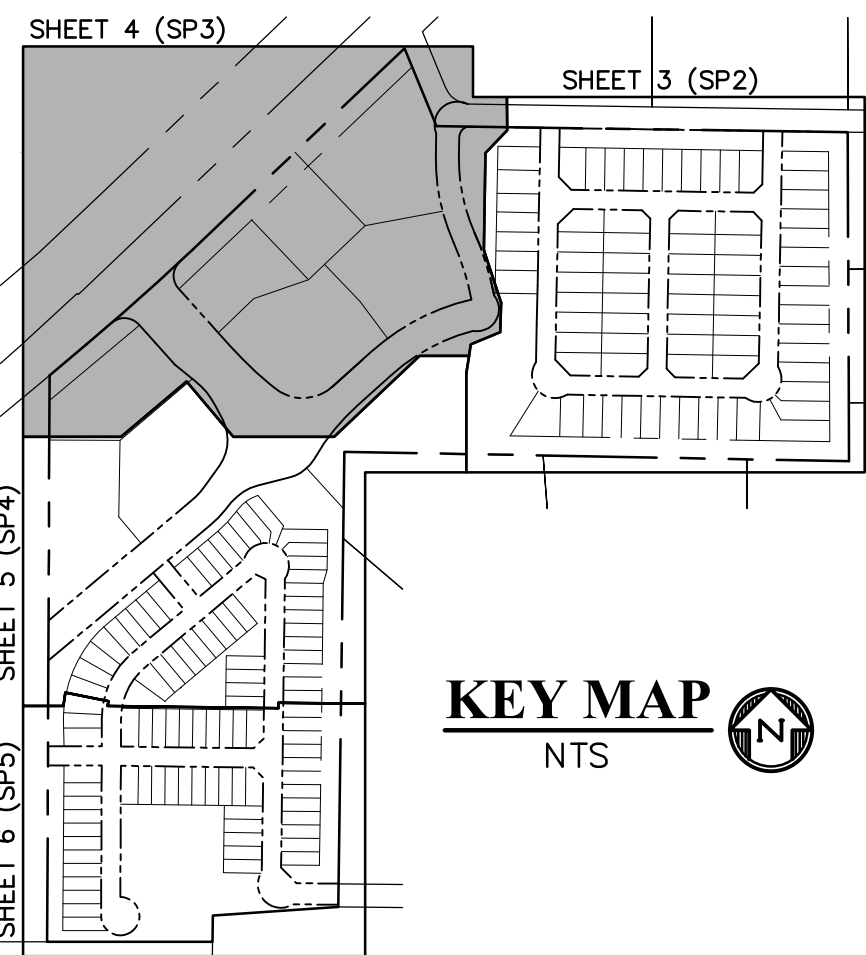 SHEET 4 (SP3)
SHEET 3 (SP2)
SHEET 5 (SP4)
KEY MAP
NTS
N
SHEET 6 (SP5)